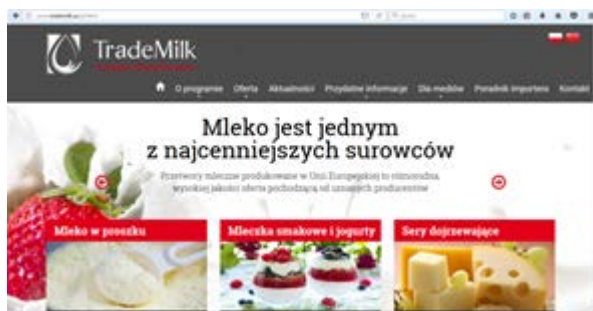 TradeMilk
O programie Oferta Aktualności Przydatne informacje Dla mediów Poradnik importera Kontakt
Mleko jest jednym
z najcenniejszych surowców
Przetwory mleczne produkowane w Unii Europejskiej to różnorodna,
wysokiej jakości oferta pochodząca od uznanych producentów
Mleko w proszku
Mleczka smakowe i jogurty
Sery dojrzewające